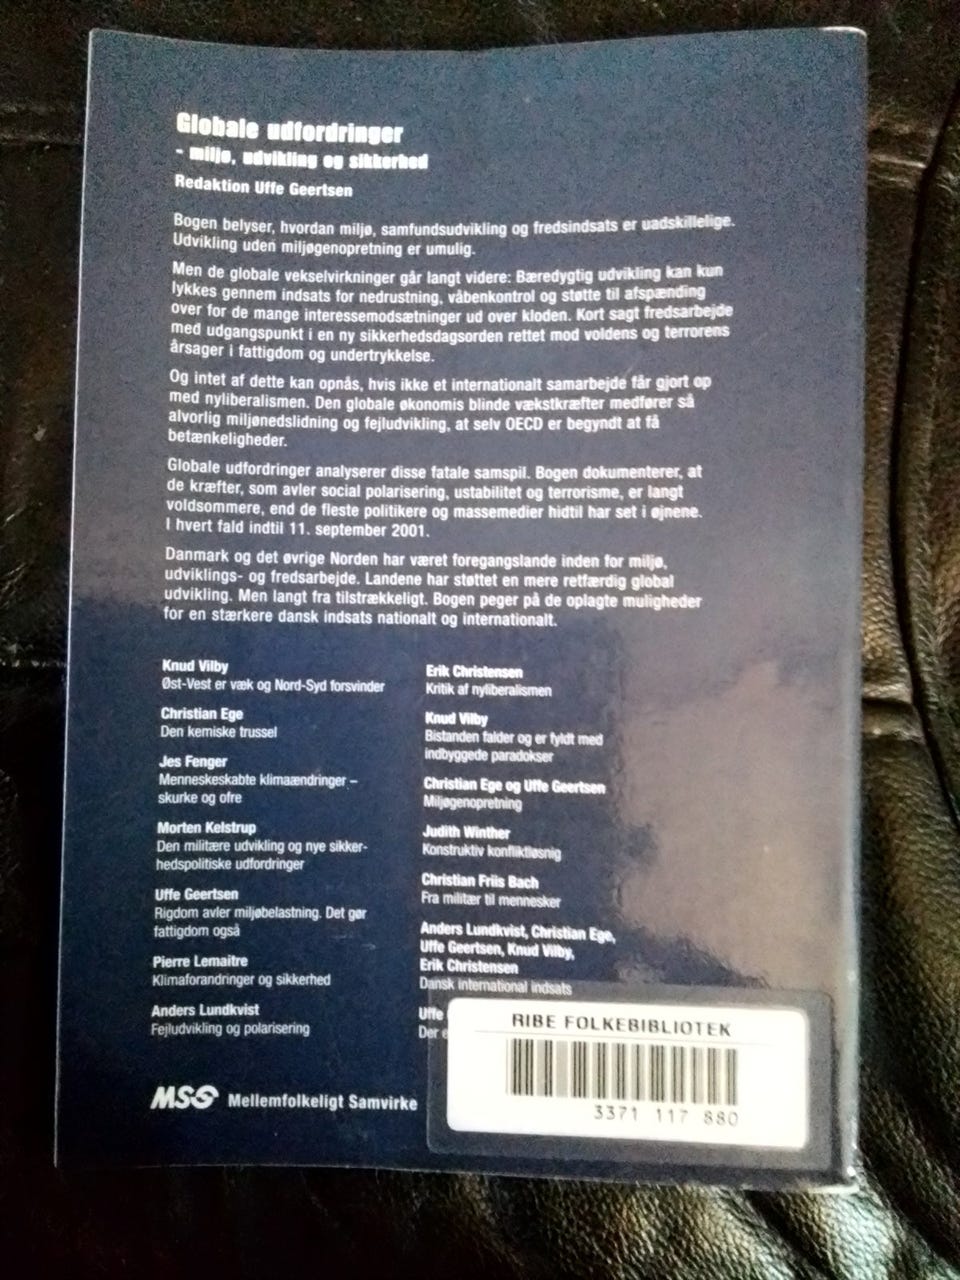 Globale udfordringer
- miljø, udvikling og sikkerhed
Redaktion Uffe Geertsen
Bogen belyser, hvordan miljø, samfundsudvikling og fredsindsats er uadskillelige.
Udvikling uden miljøgenopretning er umulig.
Men de globale vekselvirkninger går langt videre: Bæredygtig udvikling kan kun
lykkes gennem indsats for nedrustning, våbenkontrol og støtte til afspænding
over for de mange interessemodsætninger ud over kloden. Kort sagt fredsarbejde
med udgangspunkt i en ny sikkerhedsdagsorden rettet mod voldens og terrorens
årsager i fattigdom og undertrykkelse.
Og intet af dette kan opnås, hvis ikke et internationalt samarbejde får gjort op
med nyliberalismen. Den globale økonomis blinde vækstkræfter medfører så
alvorlig miljønedslidning og fejludvikling, at selv OECD er begyndt at få
betænkeligheder.
Globale udfordringer analyserer disse fatale samspil. Bogen dokumenterer, at
de kræfter, som avler social polarisering, ustabilitet og terrorisme, er langt
voldsommere, end de fleste politikere og massemedier hidtil har set i øjnene.
I hvert fald indtil 11. september 2001.
Danmark og det øvrige Norden har været foregangslande inden for miljø,
udviklings- og fredsarbejde. Landene har støttet en mere retfærdig global
udvikling. Men langt fra tilstrækkeligt. Bogen peger på de oplagte muligheder
for en stærkere dansk indsats nationalt og internationalt.
Knud Vilby
Øst-Vest er væk og Nord-Syd forsvinder
Christian Ege
Den kemiske trussel
Jes Fenger
Menneskeskabte klimaændringer –
skurke og ofre
Morten Kelstrup
Den militære udvikling og nye sikker-
hedspolitiske udfordringer
Uffe Geertsen
Rigdom avler miljøbelastning. Det gør
fattigdom også
Pierre Lemaitre
Klimaforandringer og sikkerhed
Anders Lundkvist
Fejludvikling og polarisering
Erik Christensen
Kritik af nyliberalismen
Knud Vilby
Bistanden falder og er fyldt med
indbyggede paradokser
Christian Ege og Uffe Geertsen
Miljøgenopretning
Judith Winther
Konstruktiv konfliktløsnig
Christian Friis Bach
Fra militær til mennesker
Anders Lundkvist, Christian Ege,
Uffe Geertsen, Knud Vilby,
Erik Christensen
Dansk international indsats
Uffe
Der e
MS Mellemfolkeligt Samvirke
RIBE FOLKEBIBLIOTEK
3371 117 880